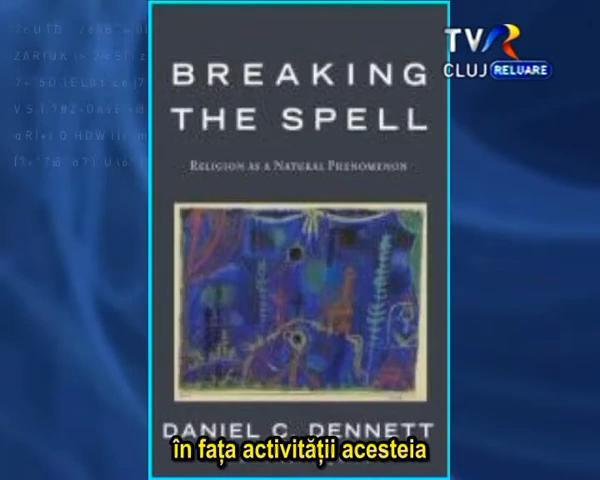 BREAKING
THE SPELL
RELIGION AS A NATURAL PHENOMENON
DANIEL C. DENNETT
în fața activității acesteia
TVR
CLUJ RELUARE